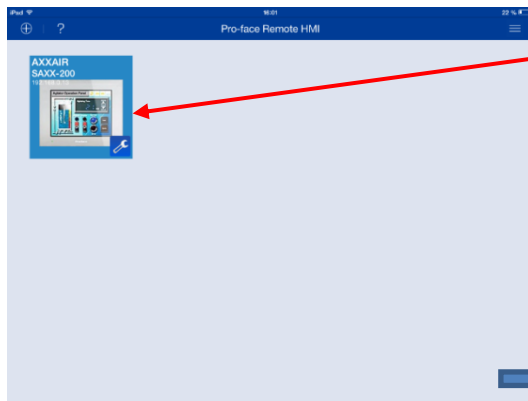 iPad
16:01
22 %
?
Pro-face Remote HMI
AXXAIR
SAXX-200